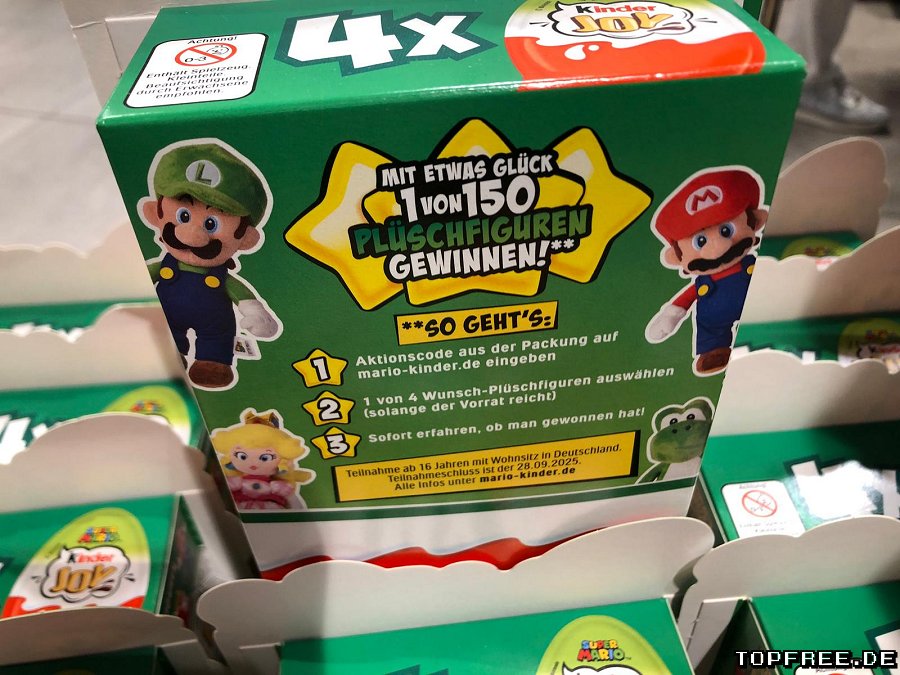 4x
Kinder
JOY
Achtung!
0-3
Enthält Spielzeug.
Kleinteile.
Beaufsichtigung
durch Erwachsene
empfohlen.
L
M
MIT ETWAS GLÜCK
1 VON 150
PLÜSCHFIGUREN
GEWINNEN!**
**SO GEHT'S:
1 Aktionscode aus der Packung auf
mario-kinder.de eingeben
2 1 von 4 Wunsch-Plüschfiguren auswählen
(solange der Vorrat reicht)
3 Sofort erfahren, ob man gewonnen hat!
Teilnahme ab 16 Jahren mit Wohnsitz in Deutschland.
Teilnahmeschluss ist der 28.09.2025.
Alle Infos unter mario-kinder.de
4x
SUPER
MARIO
Kinder
JOY
SUPER
MARIO
TOPFREE.DE